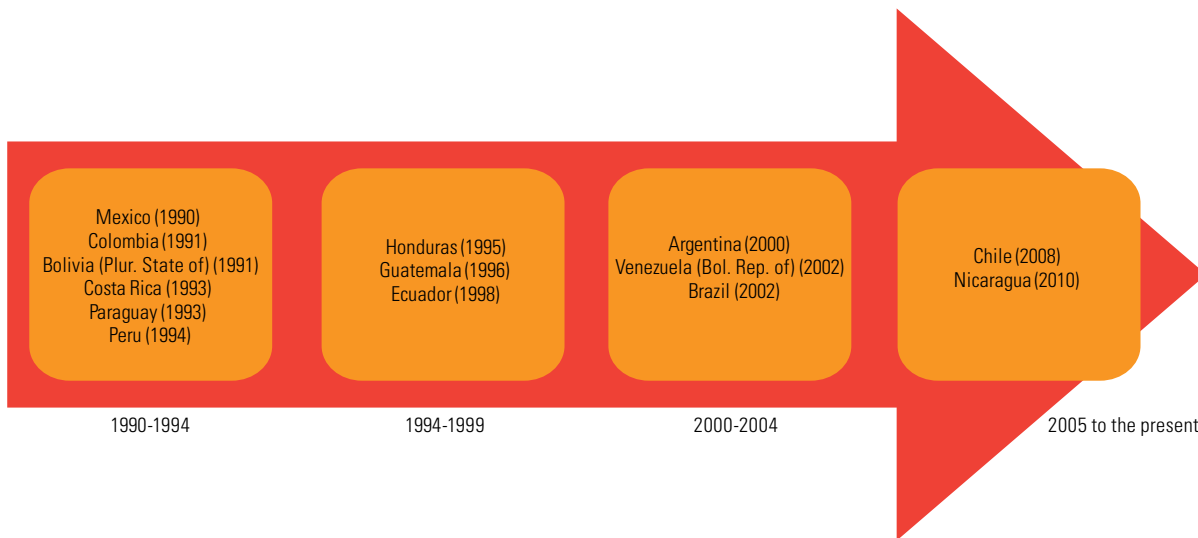 Mexico (1990)
Colombia (1991)
Bolivia (Plur. State of) (1991)
Costa Rica (1993)
Paraguay (1993)
Peru (1994)
Honduras (1995)
Guatemala (1996)
Ecuador (1998)
Argentina (2000)
Venezuela (Bol. Rep. of) (2002)
Brazil (2002)
Chile (2008)
Nicaragua (2010)
1990-1994
1994-1999
2000-2004
2005 to the present